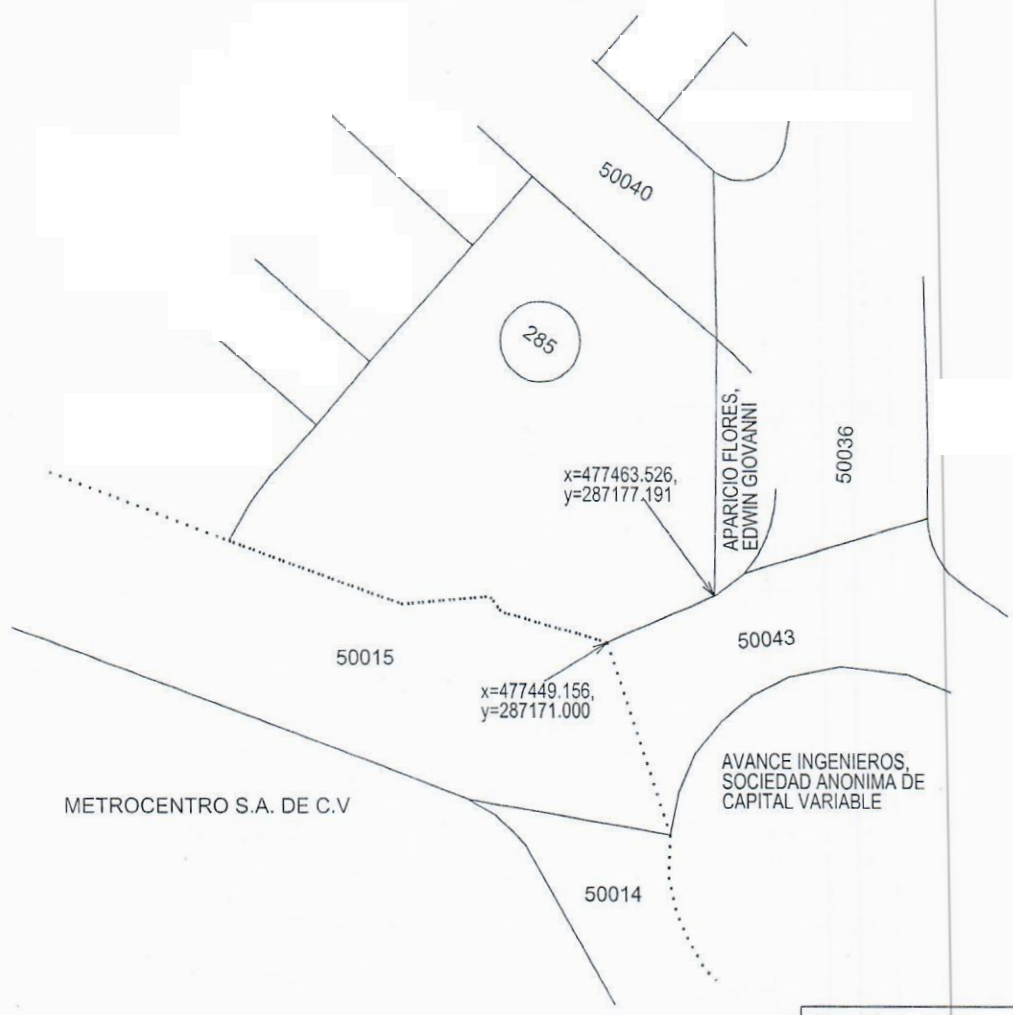 50040
285
APARICIO FLORES,
EDWIN GIOVANNI
50036
x=477463.526,
y=287177.191
50043
50015
x=477449.156,
y=287171.000
AVANCE INGENIEROS,
SOCIEDAD ANONIMA DE
CAPITAL VARIABLE
METROCENTRO S.A. DE C.V
50014